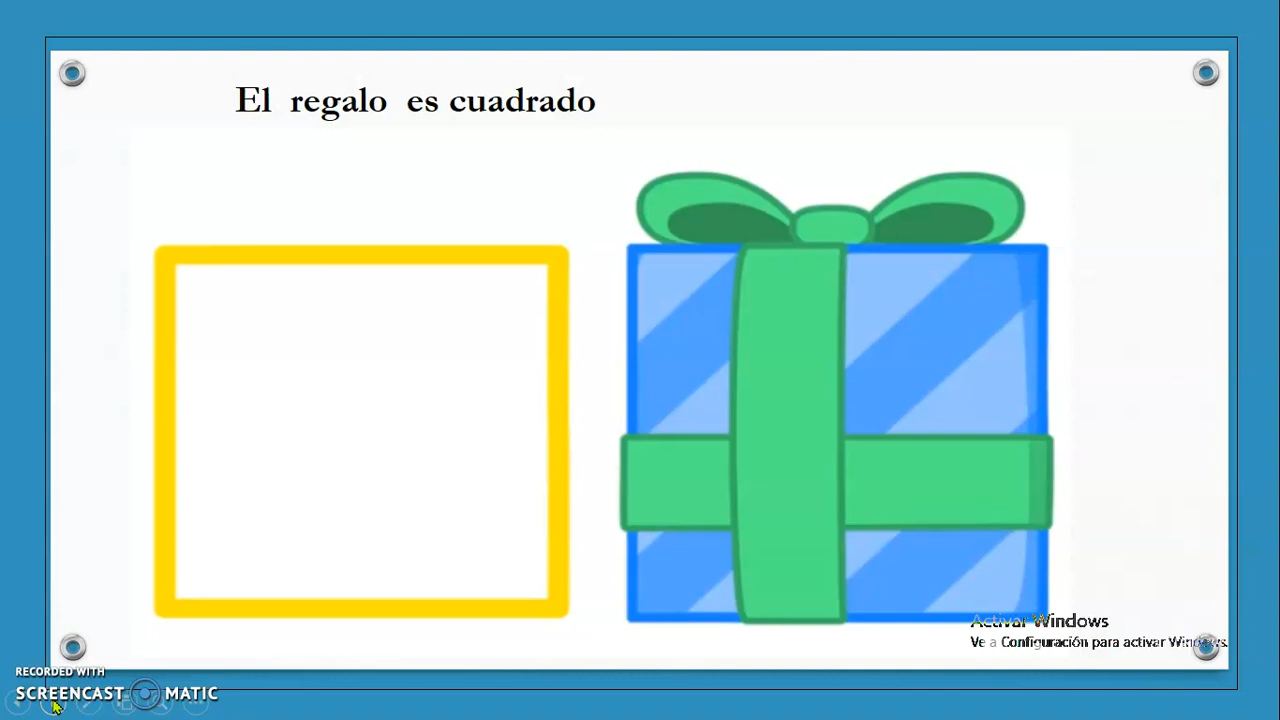 El regalo es cuadrado
Activar Windows
Ve a Configuración para activar Windows.
RECORDED WITH
SCREENCAST MATIC